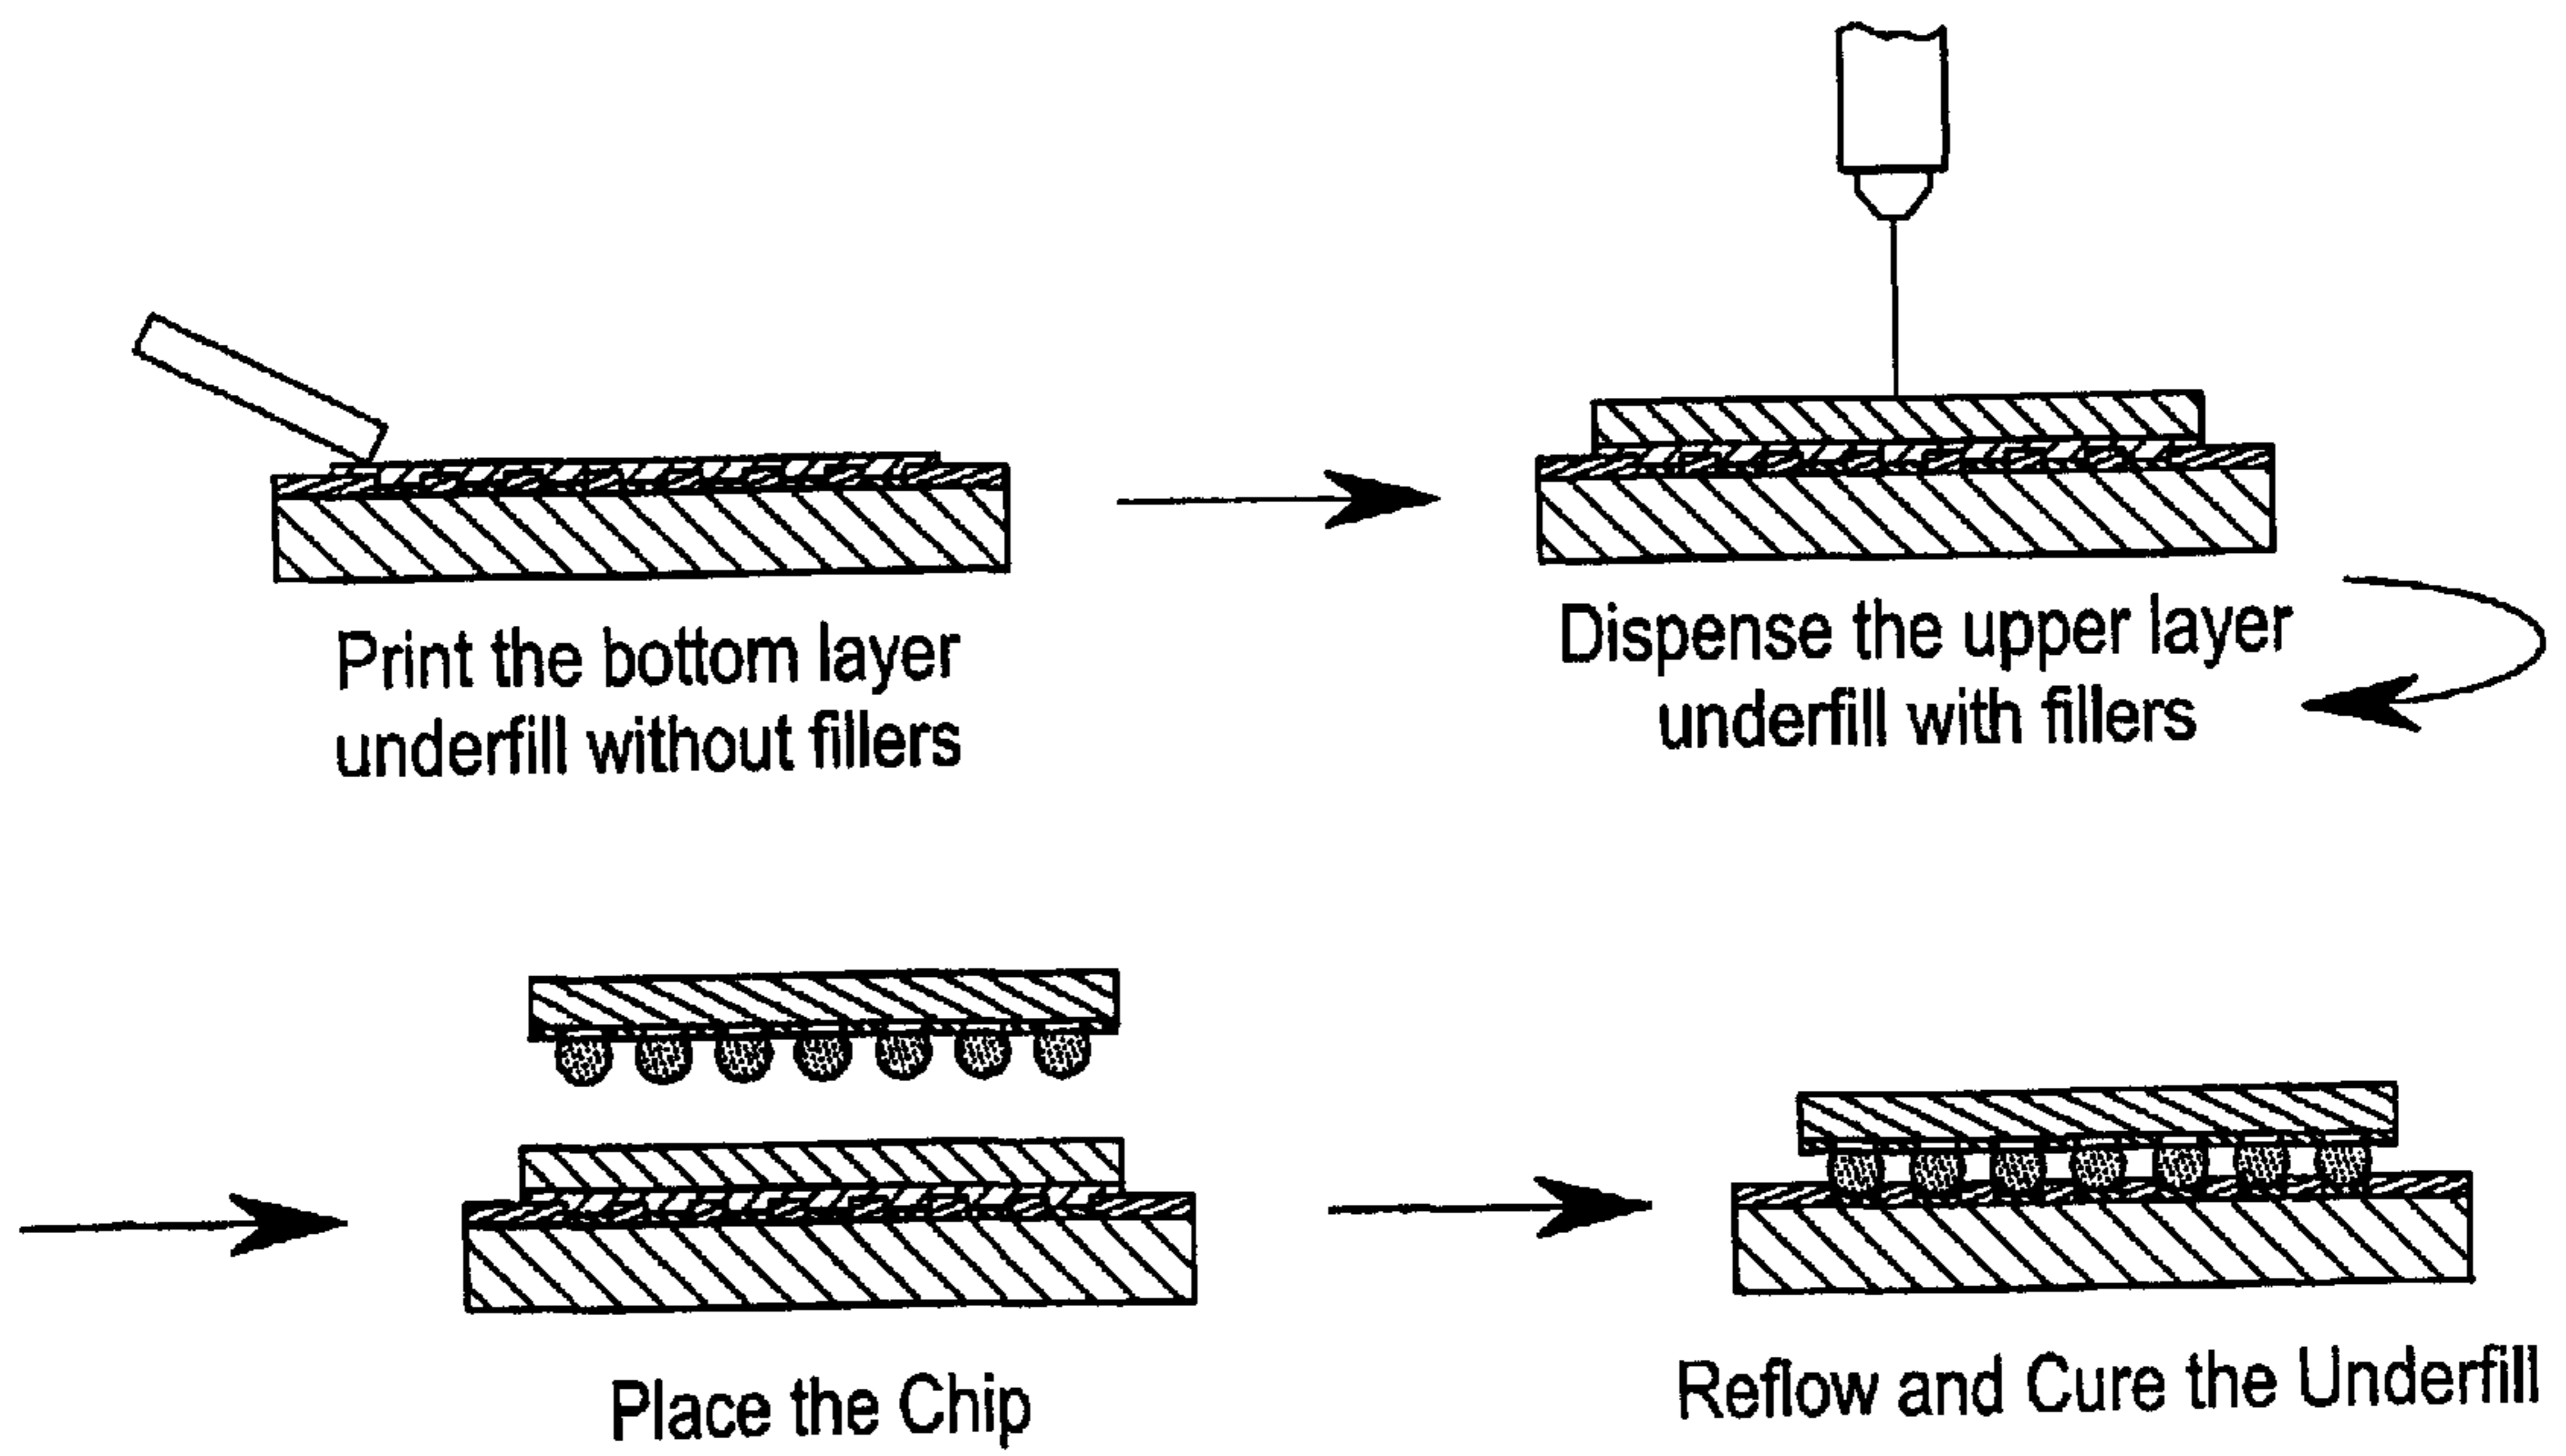 Print the bottom layer
underfill without fillers
Dispense the upper layer
underfill with fillers
Place the Chip
Reflow and Cure the Underfill